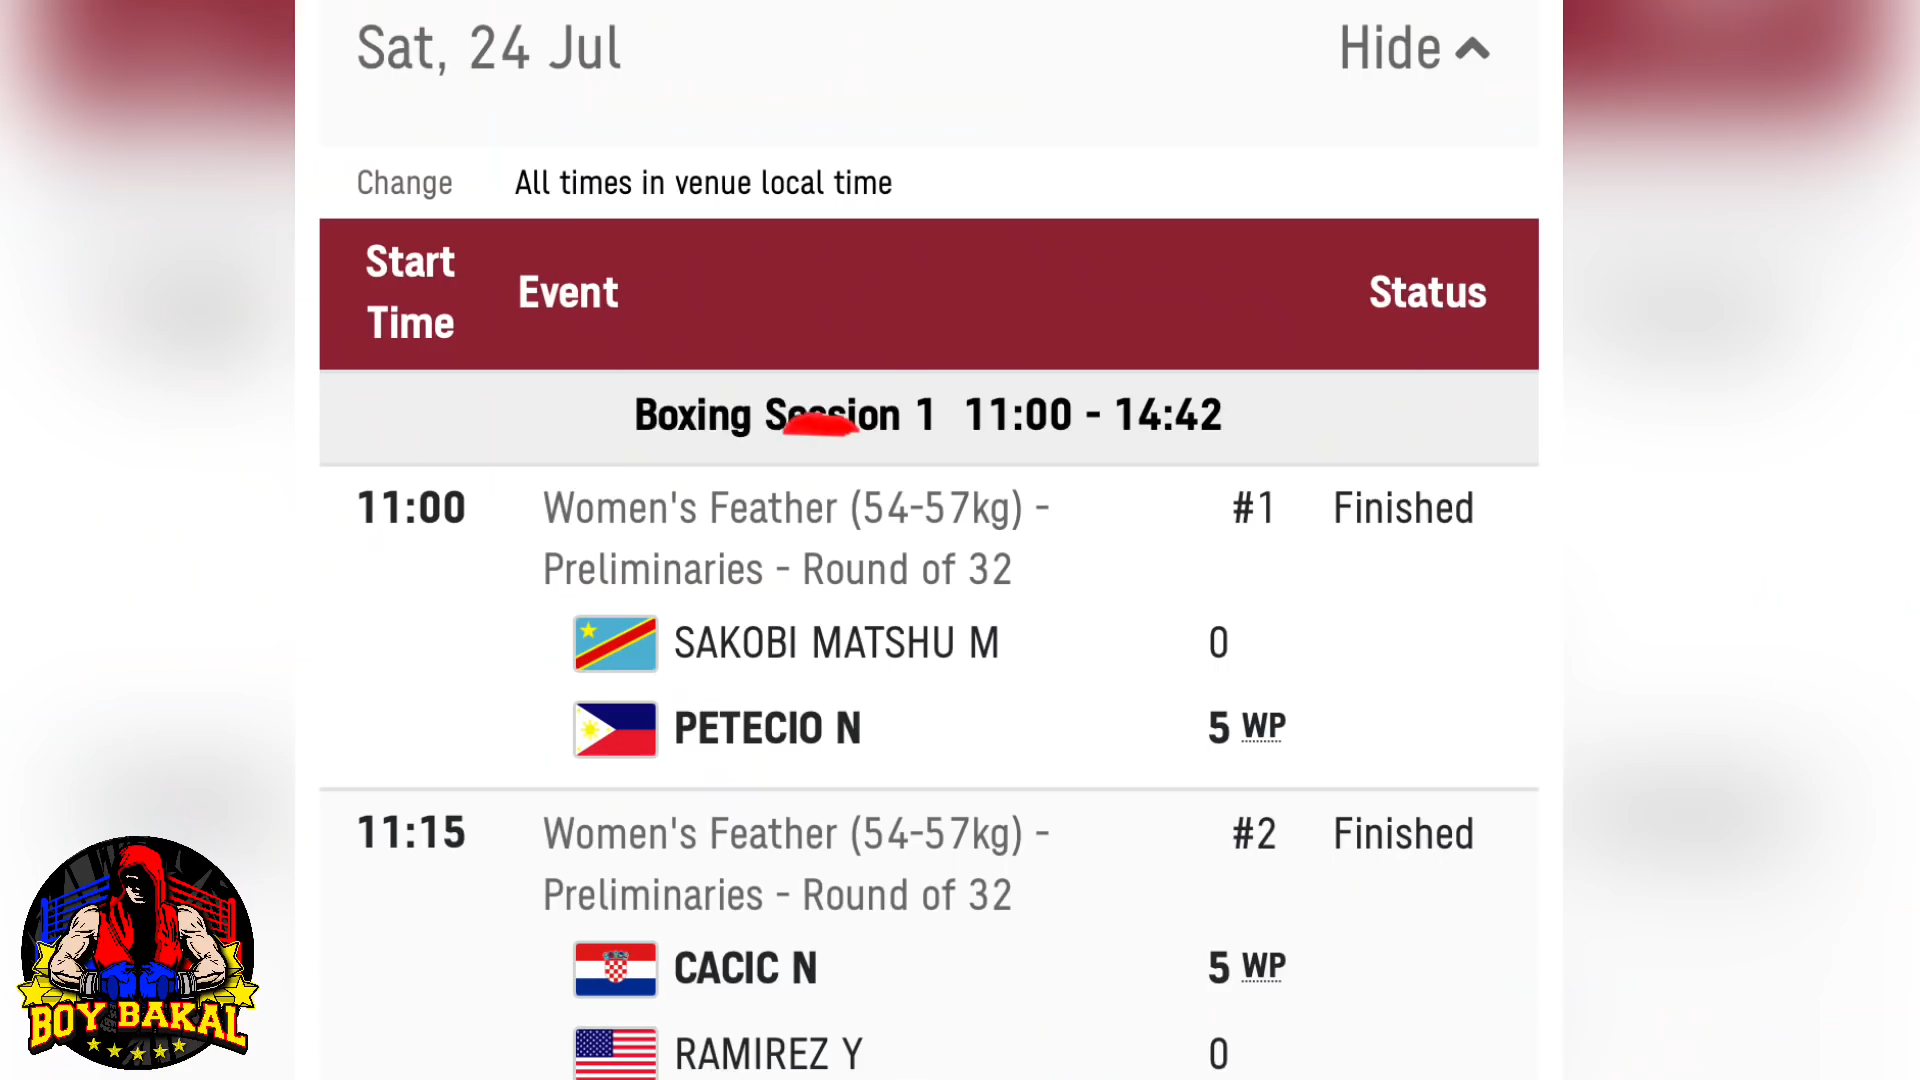 Sat, 24 Jul Hide
Change All times in venue local time
Start Time Event Status
Boxing Session 1 11:00 - 14:42
11:00 Women's Feather (54-57kg) - #1 Finished
Preliminaries - Round of 32
SAKOBI MATSHU M 0
PETECIO N 5 WP
11:15 Women's Feather (54-57kg) - #2 Finished
Preliminaries - Round of 32
CACIC N 5 WP
RAMIREZ Y 0
BOY BAKAL